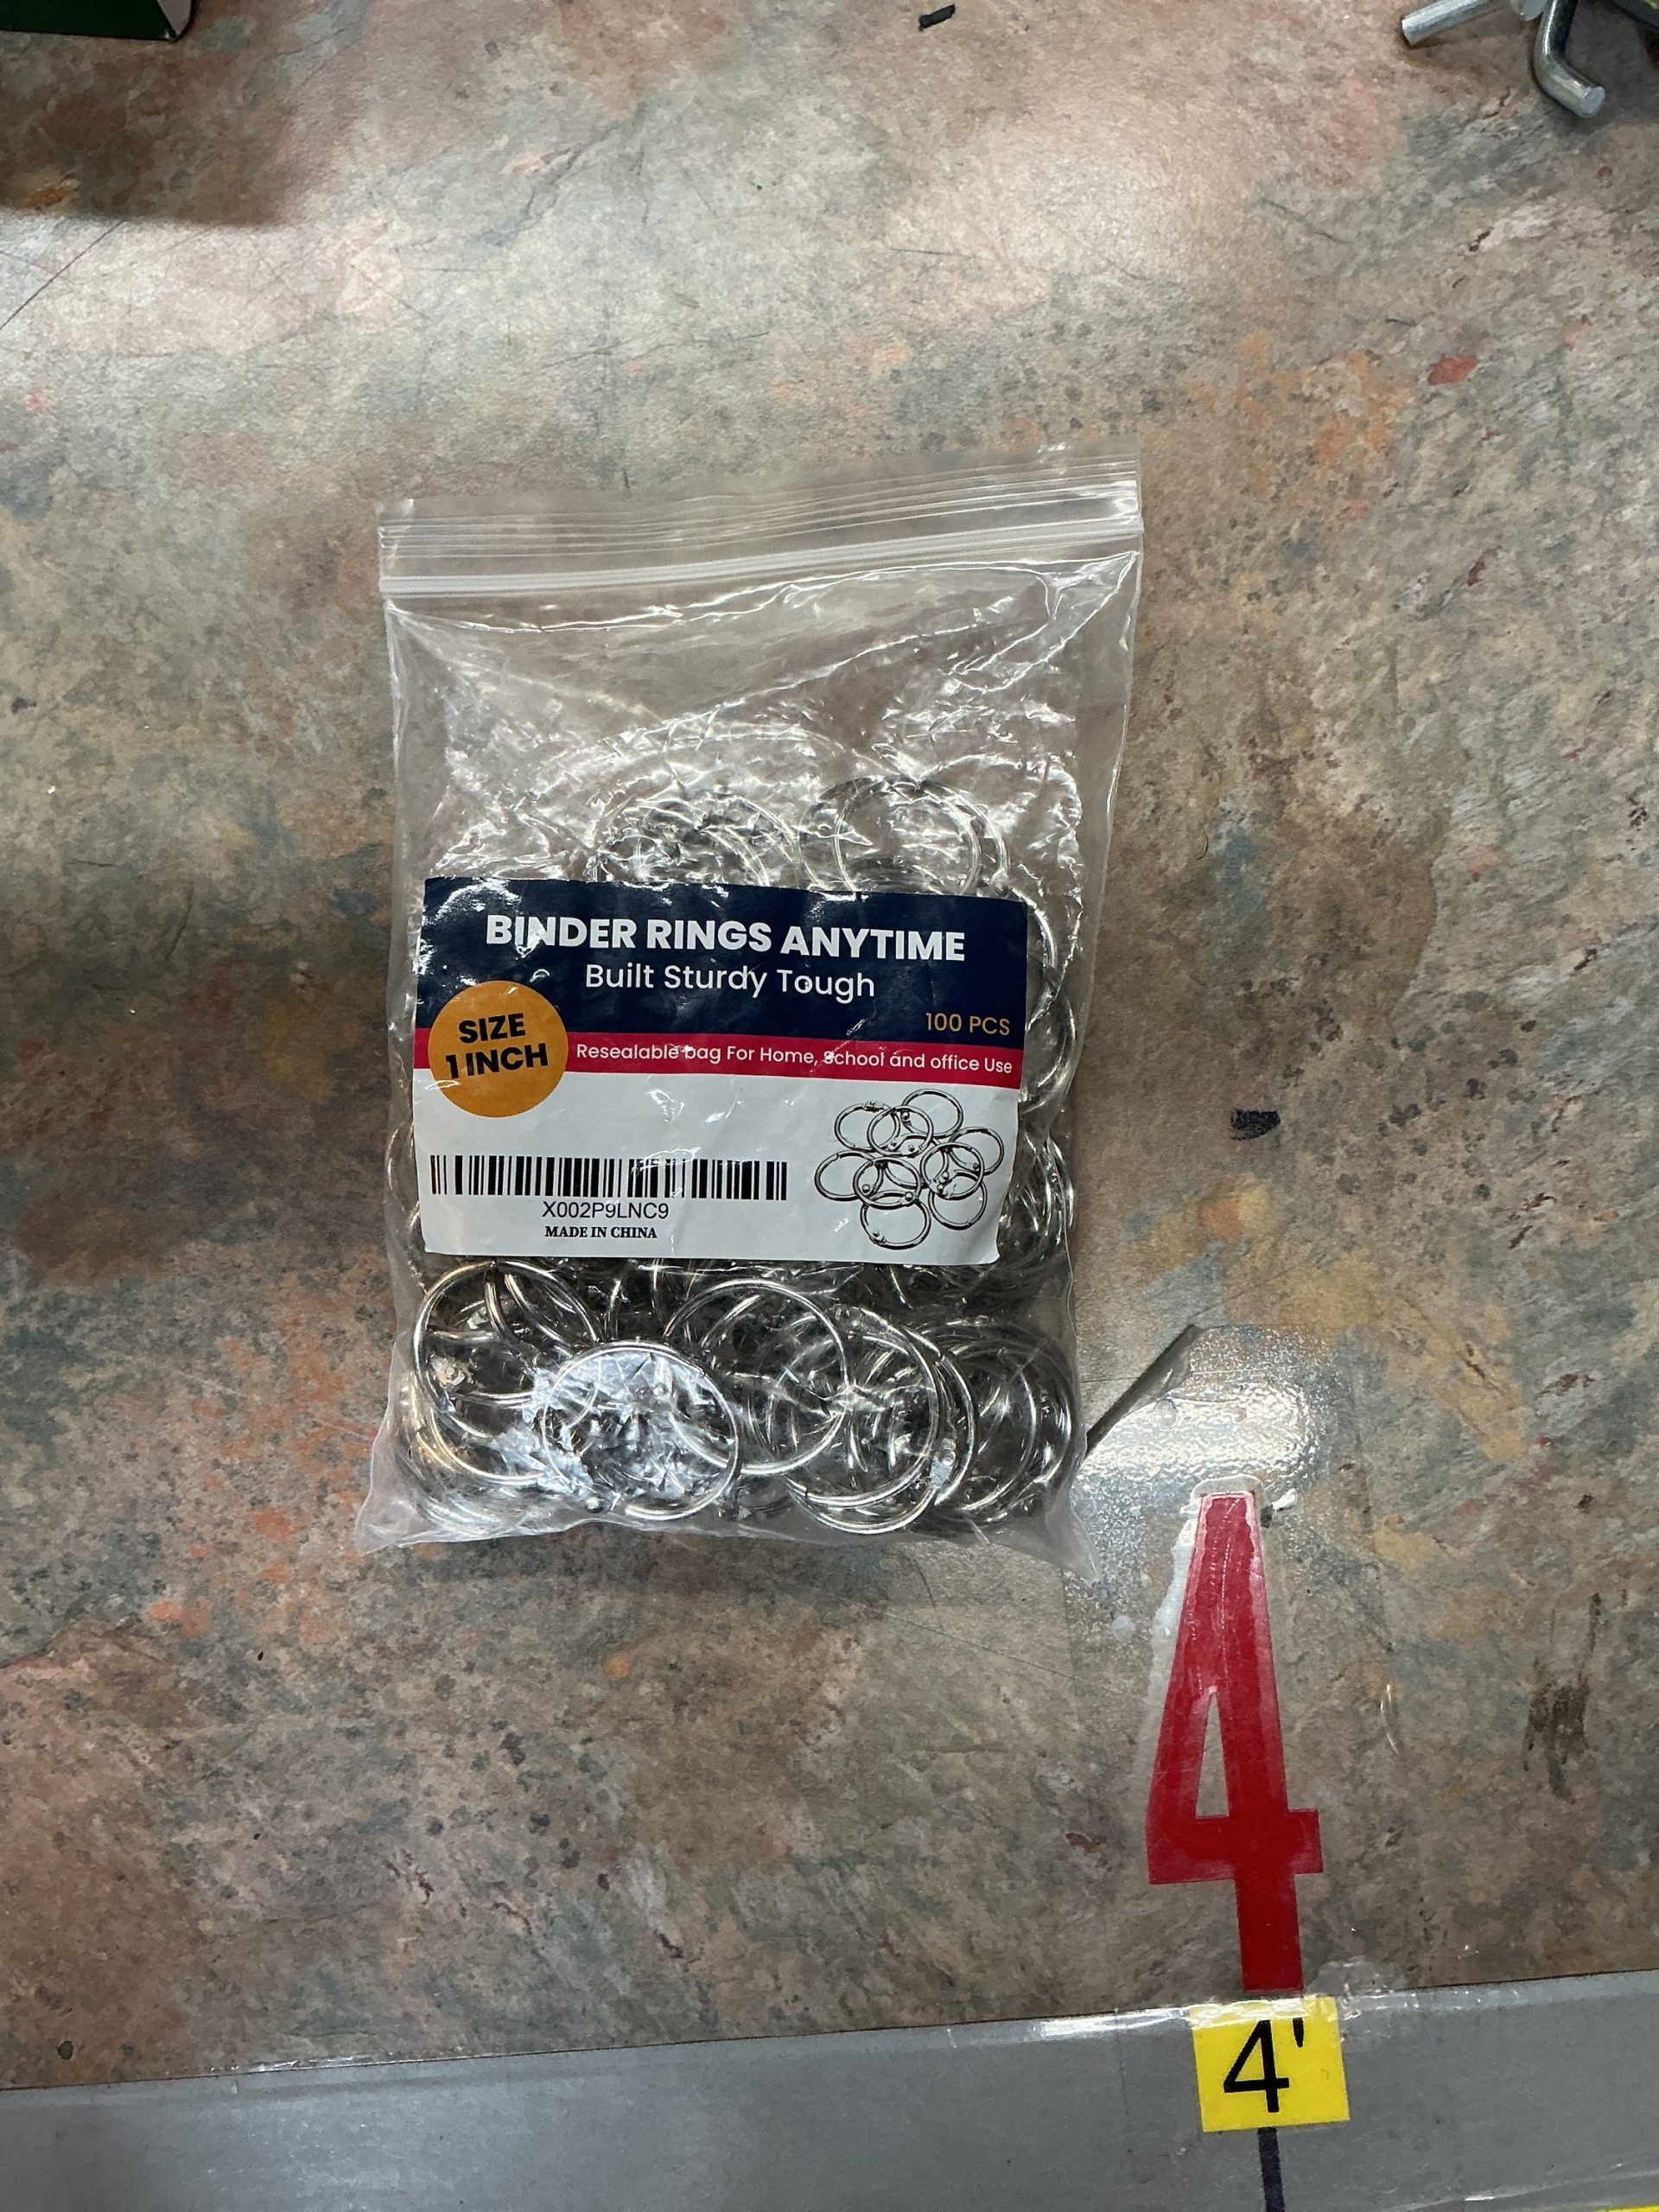 BINDER RINGS ANYTIME
Built Sturdy Tough
100 PCS
SIZE
1 INCH
Resealable bag For Home, school and office Use
X002P9LNC9
MADE IN CHINA
4
4'